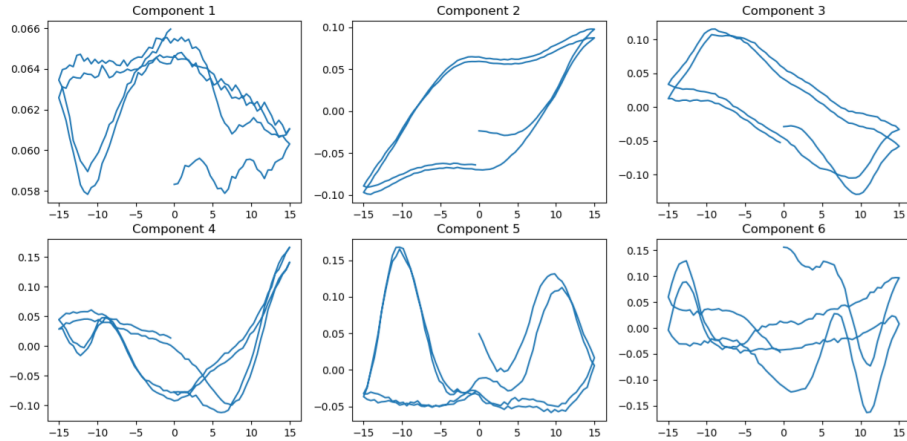 Component 1 Component 2 Component 3
0.066 0.10 0.10
0.064 0.05 0.05
0.062 0.00 0.00
0.060 −0.05 −0.05
0.058 −0.10 −0.10
−15 −10 −5 0 5 10 15 −15 −10 −5 0 5 10 15 −15 −10 −5 0 5 10 15
Component 4 Component 5 Component 6
0.15 0.15 0.15
0.10 0.10 0.10
0.05 0.05 0.05
0.00 0.00 0.00
−0.05 −0.05 −0.05
−0.10 −0.10
−0.15
−15 −10 −5 0 5 10 15 −15 −10 −5 0 5 10 15 −15 −10 −5 0 5 10 15